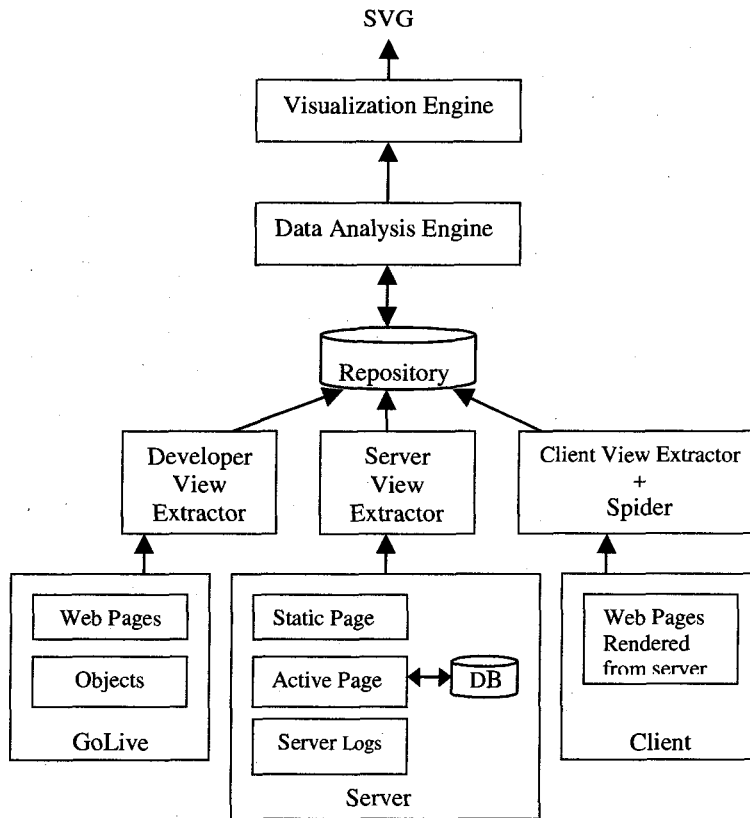 SVG
Visualization Engine
Data Analysis Engine
Repository
Developer
View
Extractor
Server
View
Extractor
Client View Extractor
+
Spider
Web Pages
Objects
GoLive
Static Page
Active Page
DB
Server Logs
Server
Web Pages
Rendered
from server
Client